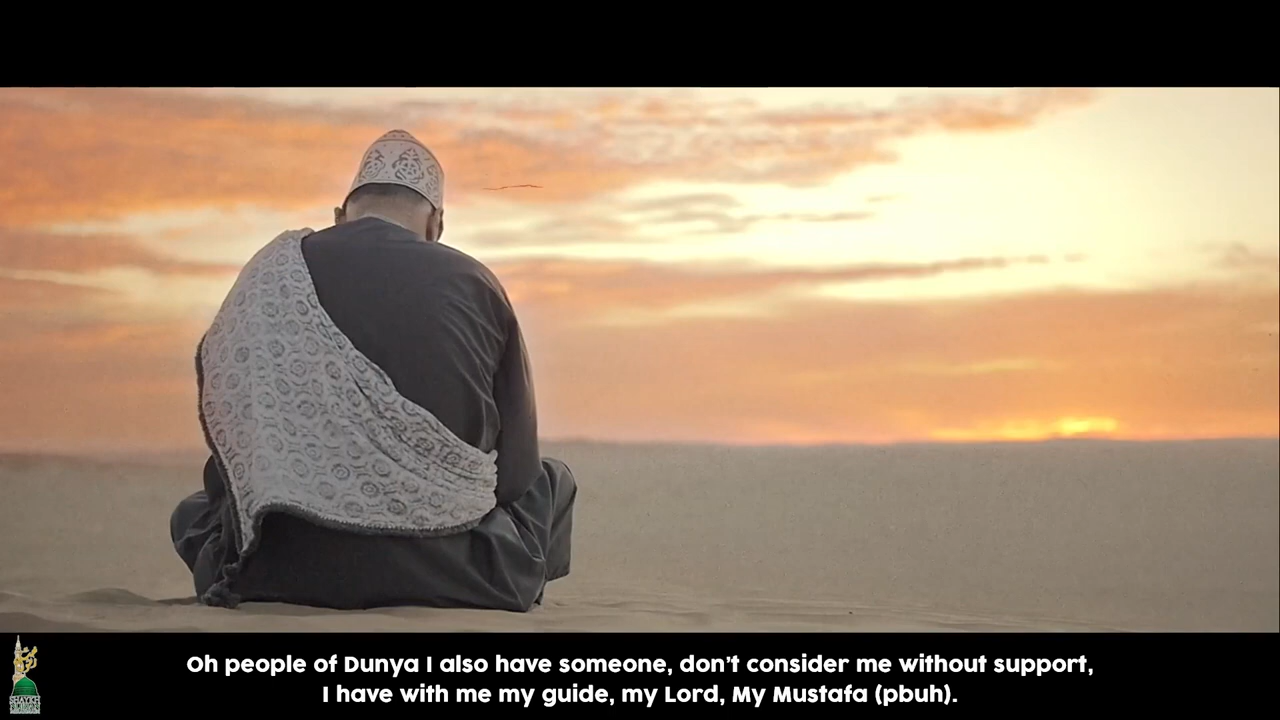 Oh people of Dunya I also have someone, don't consider me without support,
I have with me my guide, my Lord, My Mustafa (pbuh).